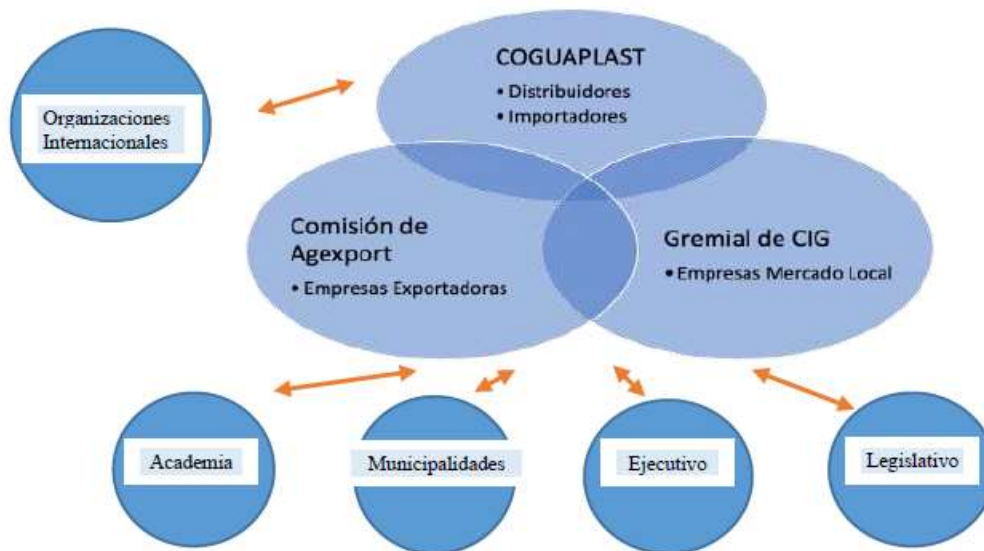 COGUAPLAST
• Distribuidores
• Importadores
Organizaciones
Internacionales
Comisión de
Agexport
• Empresas Exportadoras
Gremial de CIG
• Empresas Mercado Local
Academia
Municipalidades
Ejecutivo
Legislativo